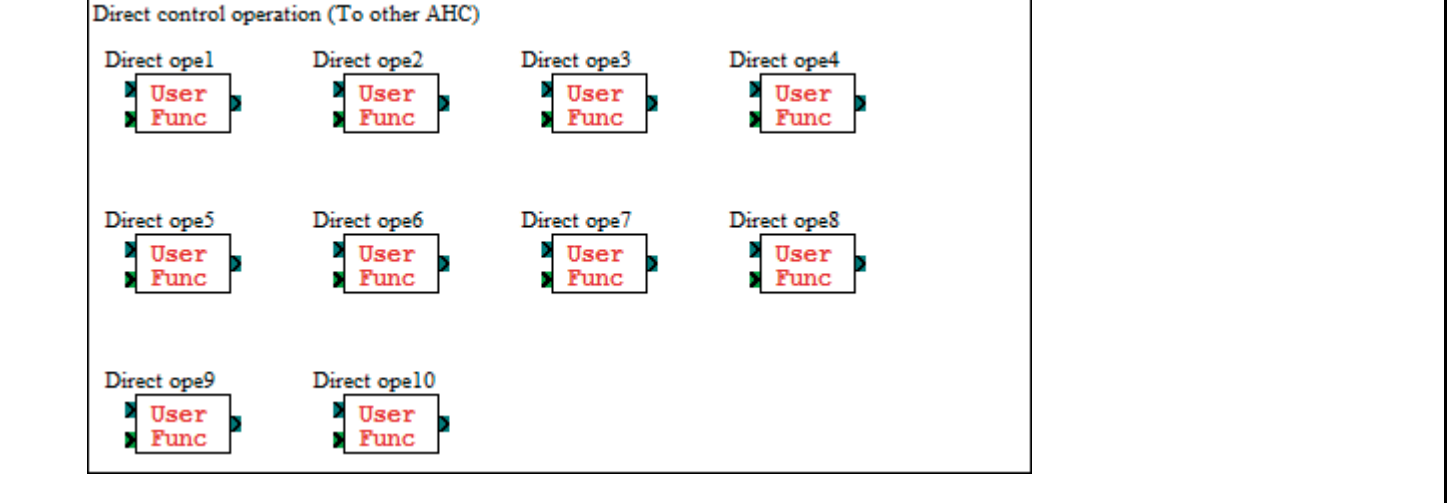 Direct control operation (To other AHC)
Direct ope1 Direct ope2 Direct ope3 Direct ope4
User User User User
Func Func Func Func
Direct ope5 Direct ope6 Direct ope7 Direct ope8
User User User User
Func Func Func Func
Direct ope9 Direct ope10
User User
Func Func